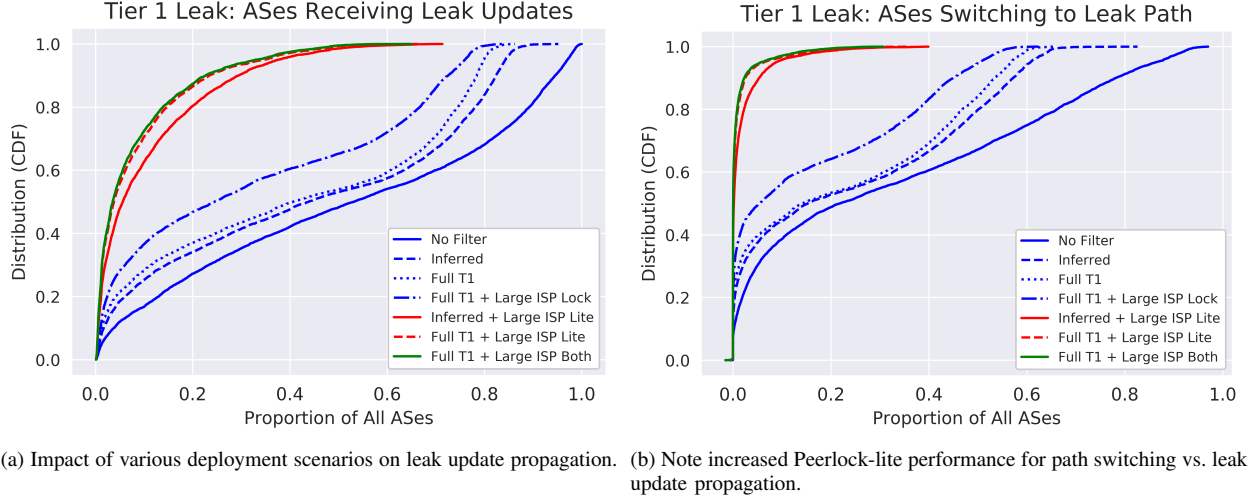 Tier 1 Leak: ASes Receiving Leak Updates
Distribution (CDF)
1.0
0.8
0.6
0.4
0.2
0.0
No Filter
Inferred
Full T1
Full T1 + Large ISP Lock
Inferred + Large ISP Lite
Full T1 + Large ISP Lite
Full T1 + Large ISP Both
0.0 0.2 0.4 0.6 0.8 1.0
Proportion of All ASes
(a) Impact of various deployment scenarios on leak update propagation.
Tier 1 Leak: ASes Switching to Leak Path
Distribution (CDF)
1.0
0.8
0.6
0.4
0.2
0.0
No Filter
Inferred
Full T1
Full T1 + Large ISP Lock
Inferred + Large ISP Lite
Full T1 + Large ISP Lite
Full T1 + Large ISP Both
0.0 0.2 0.4 0.6 0.8 1.0
Proportion of All ASes
(b) Note increased Peerlock-lite performance for path switching vs. leak
update propagation.